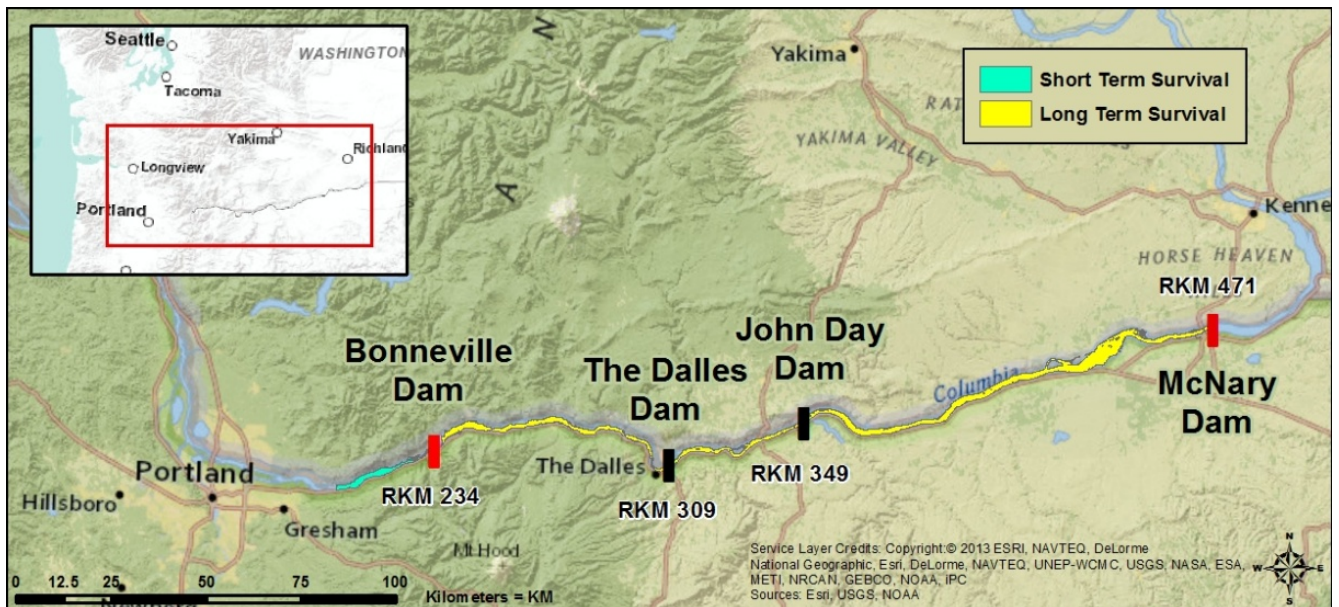 Seattle
WASHINGTON
Tacoma
Yakima
Richland
Longview
Portland
N
A
Yakima
Short Term Survival
Long Term Survival
YAKIMA VALLEY
Kenne
HORSE HEAVEN
RKM 471
Bonneville
Dam
The Dalles
Dam
John Day
Dam
Columbia
McNary
Dam
Portland
Hillsboro
Gresham
The Dalles
RKM 234
RKM 309
RKM 349
Mt Hood
0 12.5 25 50 75 100
Kilometers = KM
Service Layer Credits: Copyright:© 2013 ESRI, NAVTEQ, DeLorme
National Geographic, Esri, DeLorme, NAVTEQ, UNEP-WCMC, USGS, NASA, ESA,
METI, NRCAN, GEBCO, NOAA, iPC
Sources: Esri, USGS, NOAA
N
W E
S